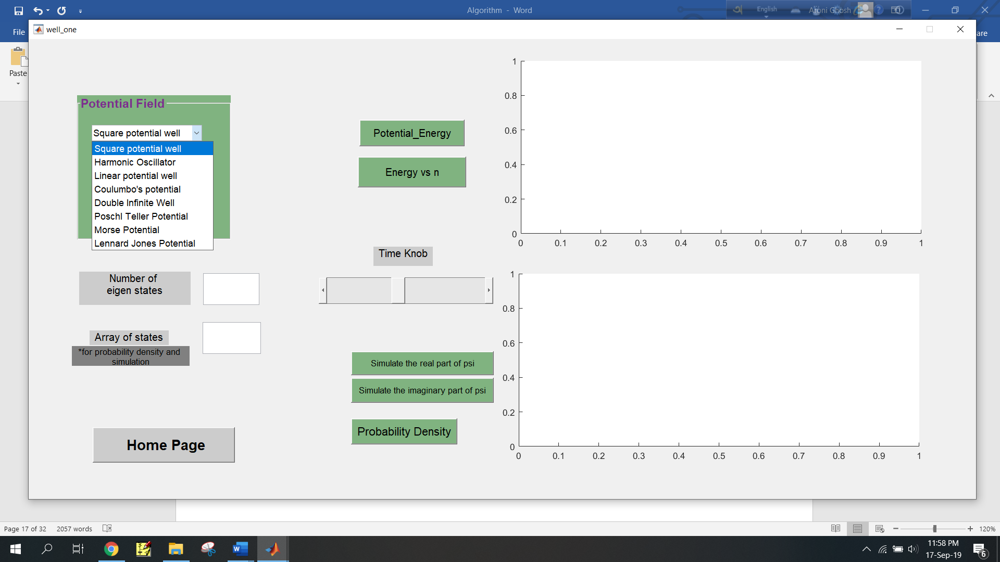 Algorithm - Word
English
Aroni Ghosh
File
are
Paste
well_one
Potential Field
Square potential well
Square potential well
Harmonic Oscillator
Linear potential well
Coulumbo's potential
Double Infinite Well
Poschl Teller Potential
Morse Potential
Lennard Jones Potential
Number of
eigen states
Array of states
*for probability density and
simulation
Home Page
Potential_Energy
Energy vs n
Time Knob
Simulate the real part of psi
Simulate the imaginary part of psi
Probability Density
1
0.8
0.6
0.4
0.2
0
0 0.1 0.2 0.3 0.4 0.5 0.6 0.7 0.8 0.9 1
1
0.8
0.6
0.4
0.2
0
0 0.1 0.2 0.3 0.4 0.5 0.6 0.7 0.8 0.9 1
Page 17 of 32 2057 words
120%
11:58 PM
17-Sep-19
6